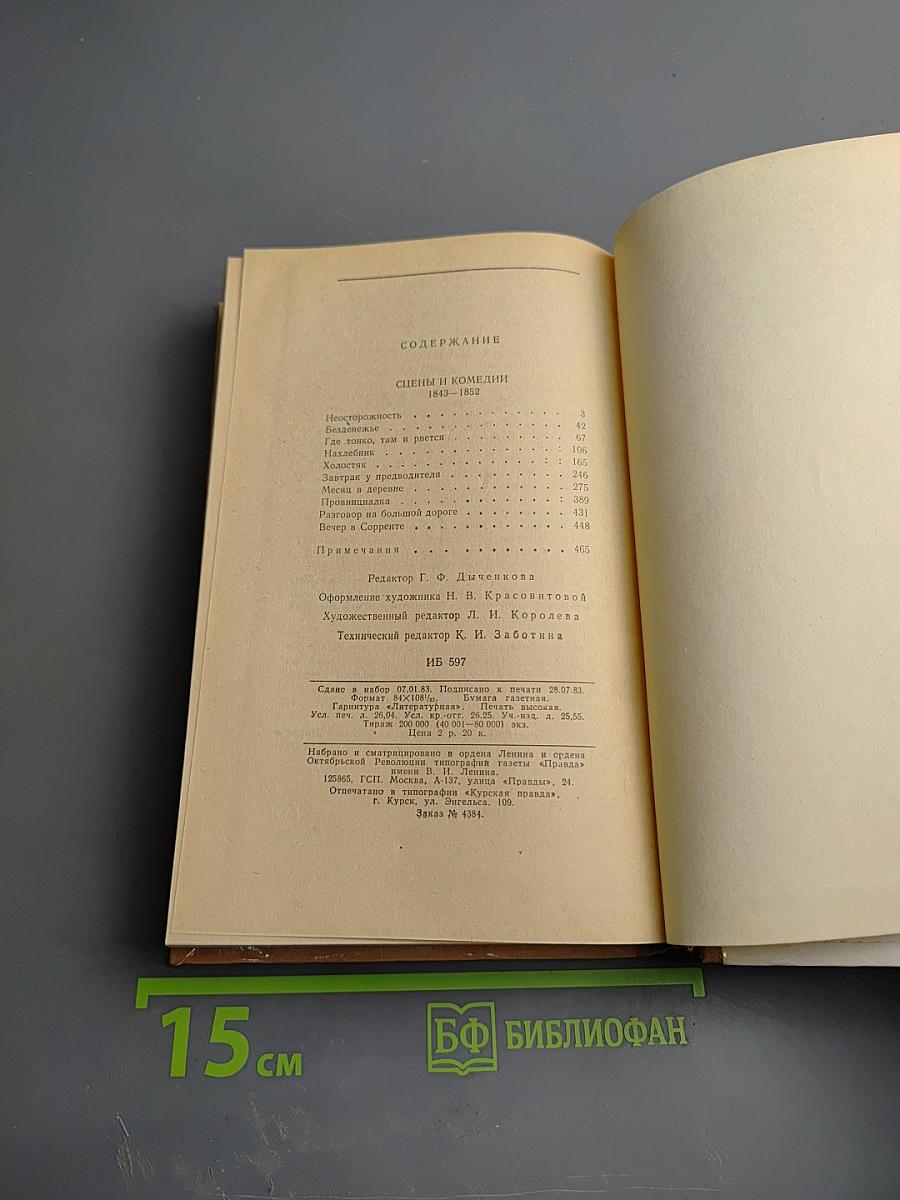 СОДЕРЖАНИЕ
СЦЕНЫ И КОМЕДИИ
1843—1852
Неосторожность . . . . . . . . . . . . 3
Безденежье . . . . . . . . . . . . . 42
Где тонко, там и рвется . . . . . . . . . 67
Нахлебник . . . . . . . . . . . . . : 106
Холостяк . . . . . . . . . . . . : : 165
Завтрак у предводителя . . . . . . . . . 246
Месяц в деревне . . . . . . . . . . . . 275
Провинциалка . . . . . . . . . . . . : 389
Разговор на большой дороге . . . . . . . . 431
Вечер в Сорренте . . . . . . . . . . . . 448
Примечания . . . . . . . . . . 465
Редактор Г. Ф. Дыченкова
Оформление художника Н. В. Красовитовой
Художественный редактор Л. И. Королева
Технический редактор К. И. Заботина
ИБ 597
Сдано в набор 07.01.83. Подписано к печати 28.07.83.
Формат 84×108¹/₃₂. Бумага газетная.
Гарнитура «Литературная». Печать высокая.
Усл. печ. л. 26,04. Усл. кр.-отт. 26.25. Уч.-изд. л. 25,55.
Тираж 200 000 (40 001—80 000) экз.
Цена 2 р. 20 к.
Набрано и сматрицировано в ордена Ленина и ордена
Октябрьской Революции типографий газеты «Правда»
имени В. И. Ленина.
125865, ГСП. Москва, А-137, улица «Правды», 24.
Отпечатано в типографии «Курская правда»,
г. Курск, ул. Энгельса, 109.
Заказ № 4384.
15 см
БФ БИБЛИОФАН